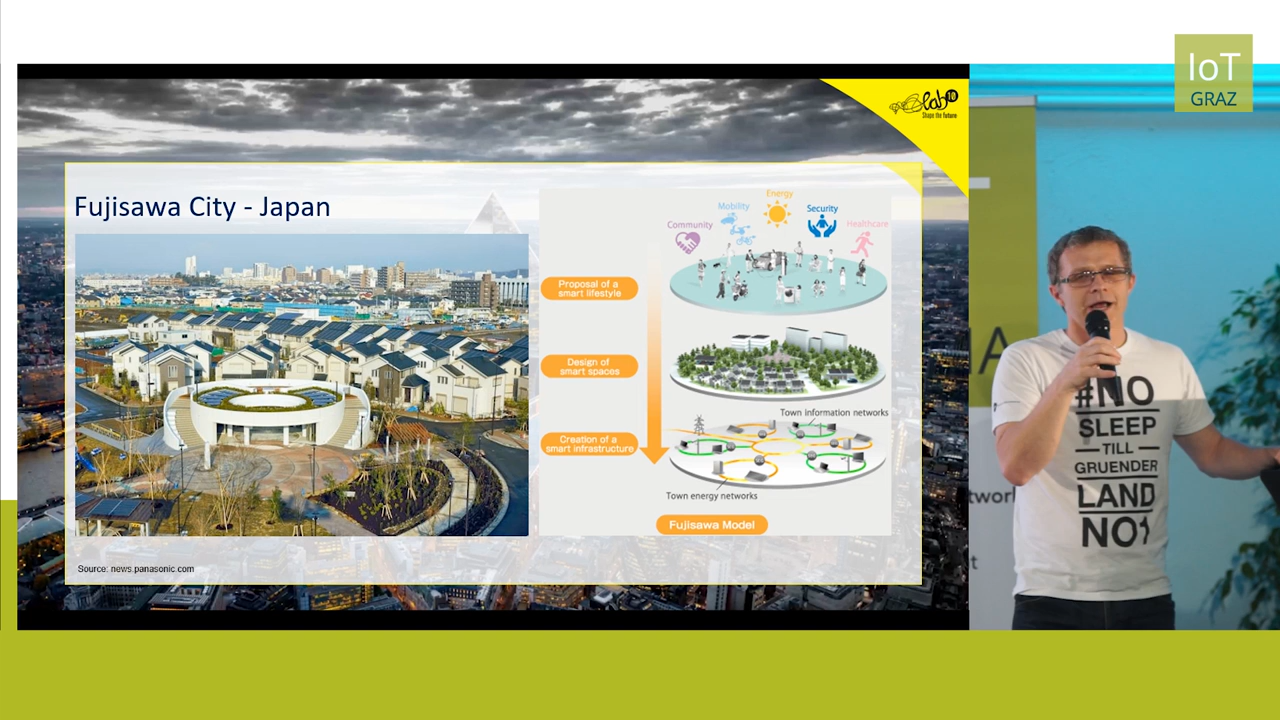 IoT
GRAZ
lab10
Shape the future
Fujisawa City - Japan
Community
Mobility
Energy
Security
Healthcare
Proposal of a
smart lifestyle
Design of
smart spaces
Creation of a
smart infrastructure
Town information networks
Town energy networks
Fujisawa Model
Source: news.panasonic.com
#NO
SLEEP
TILL
GRUENDER
LAND
NO1